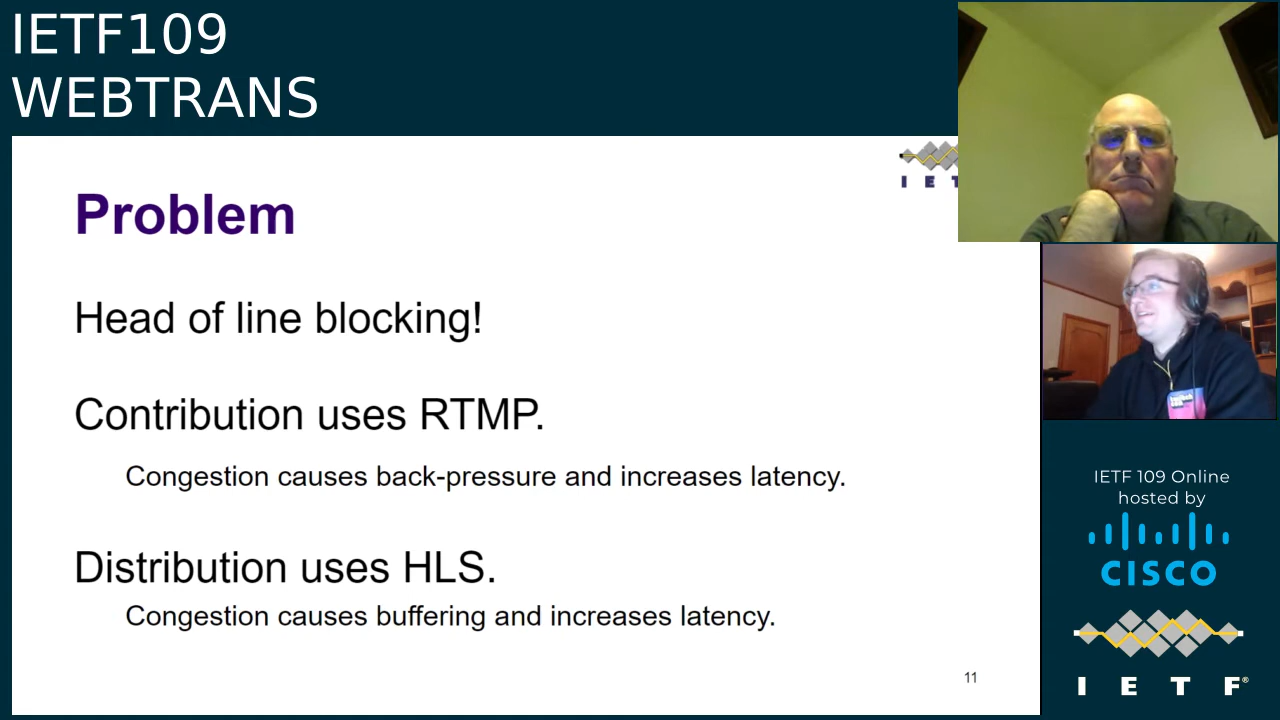 IETF109
WEBTRANS
I E T
Problem
Head of line blocking!
Contribution uses RTMP.
Congestion causes back-pressure and increases latency.
Distribution uses HLS.
Congestion causes buffering and increases latency.
11
IETF 109 Online
hosted by
CISCO
I E T F®